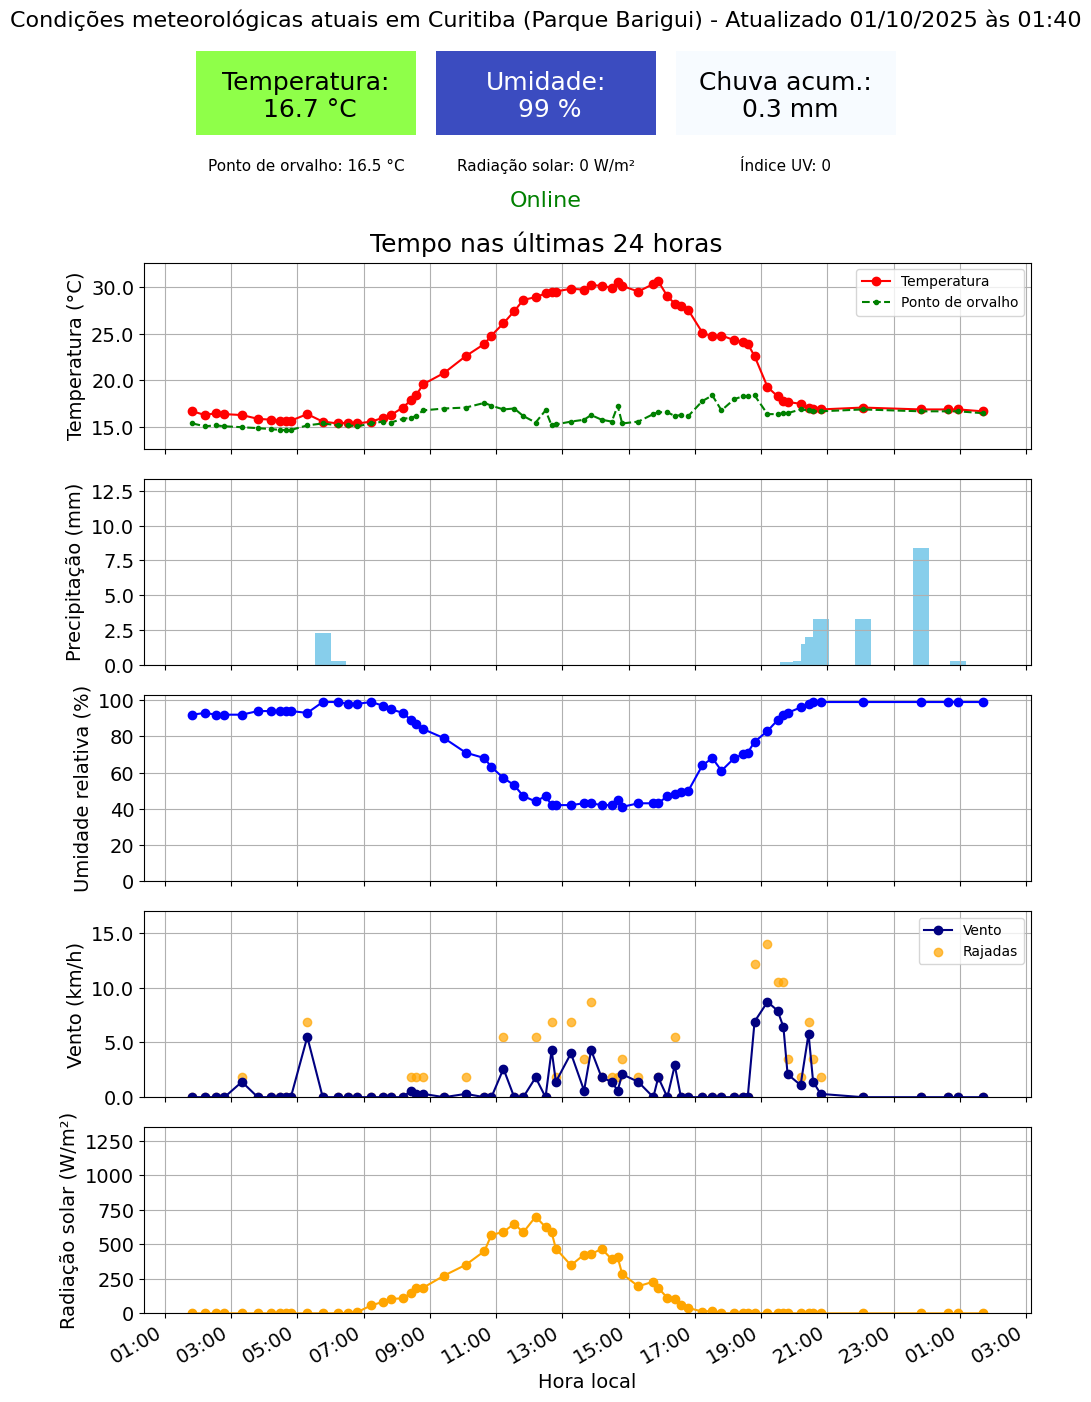 Condições meteorológicas atuais em Curitiba (Parque Barigui) - Atualizado 01/10/2025 às 01:40
Temperatura:
16.7 °C
Umidade:
99 %
Chuva acum.:
0.3 mm
Ponto de orvalho: 16.5 °C
Radiação solar: 0 W/m²
Índice UV: 0
Online
Tempo nas últimas 24 horas
Temperatura (°C)
30.0
25.0
20.0
15.0
Temperatura
Ponto de orvalho
Precipitação (mm)
12.5
10.0
7.5
5.0
2.5
0.0
Umidade relativa (%)
100
80
60
40
20
0
Vento (km/h)
15.0
10.0
5.0
0.0
Vento
Rajadas
Radiação solar (W/m²)
1250
1000
750
500
250
0
01:00
03:00
05:00
07:00
09:00
11:00
13:00
15:00
17:00
19:00
21:00
23:00
01:00
03:00
Hora local